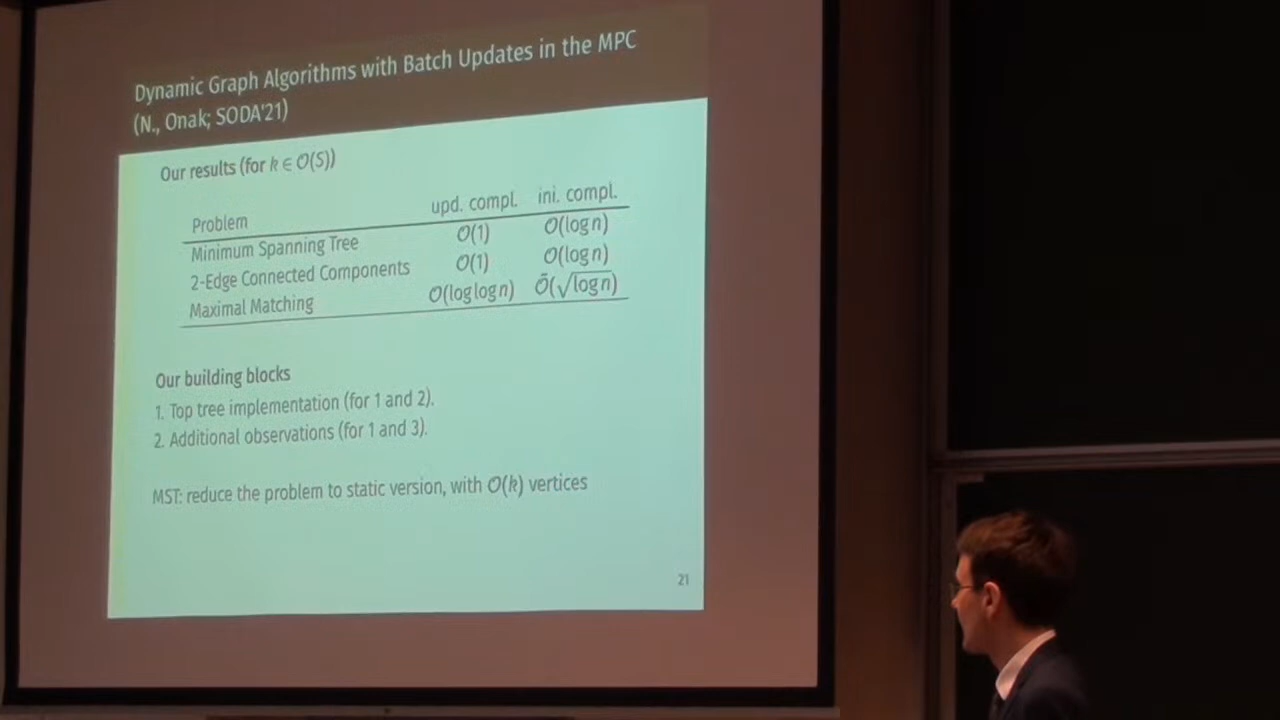 Dynamic Graph Algorithms with Batch Updates in the MPC
(N., Onak; SODA'21)
Our results (for k ∈ O(S))
Problem upd. compl. ini. compl.
Minimum Spanning Tree O(1) O(log n)
2-Edge Connected Components O(1) O(log n)
Maximal Matching O(log log n) Õ(√log n)
Our building blocks
1. Top tree implementation (for 1 and 2).
2. Additional observations (for 1 and 3).
MST: reduce the problem to static version, with O(k) vertices
21